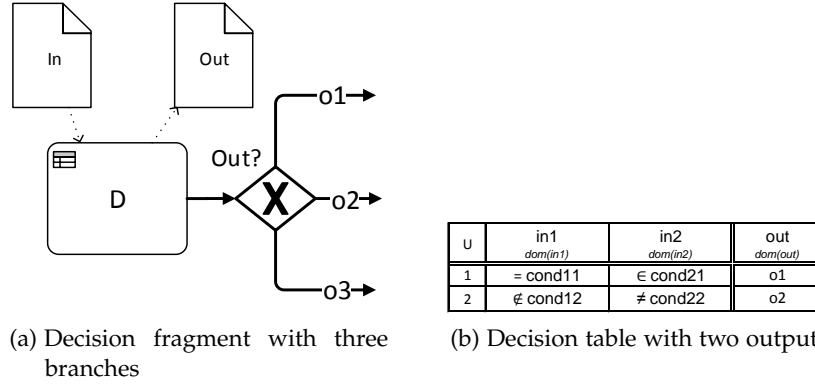 In
Out
o1
Out?
D
X
o2
o3
U in1 in2 out
dom(in1) dom(in2) dom(out)
1 = cond11 ∈ cond21 o1
2 ∉ cond12 ≠ cond22 o2
(a) Decision fragment with three
branches
(b) Decision table with two output